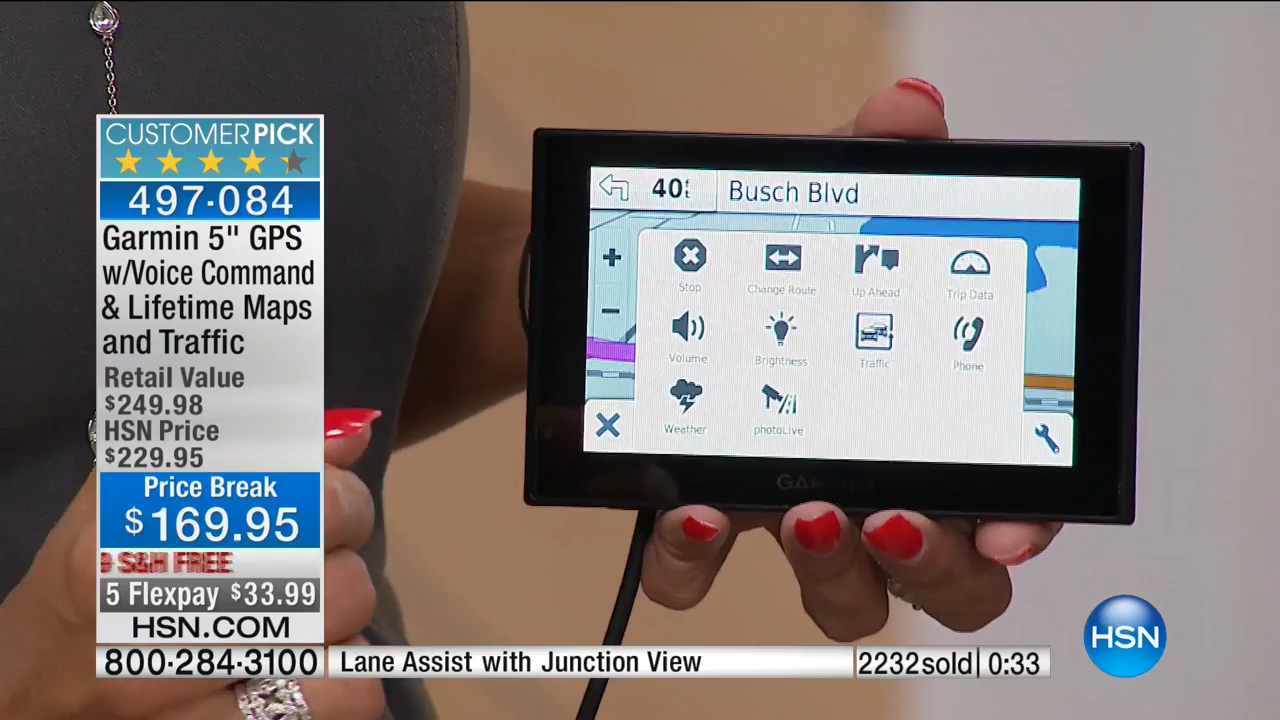 CUSTOMERPICK
497-084
Garmin 5" GPS
w/Voice Command
& Lifetime Maps
and Traffic
Retail Value
$249.98
HSN Price
$229.95
Price Break
$169.95
S&H FREE
5 Flexpay $33.99
HSN.COM
800-284-3100
Lane Assist with Junction View
2232sold
0:33
HSN
40
Busch Blvd
Stop
Change Route
Up Ahead
Trip Data
Volume
Brightness
Traffic
Phone
Weather
photoLive